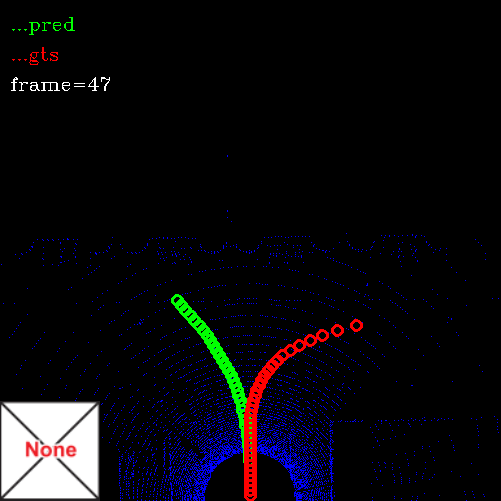 ...pred
...gts
frame=47
None